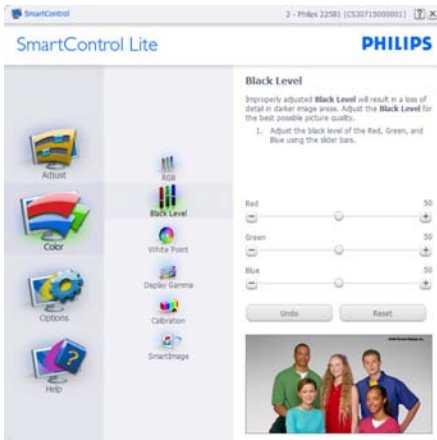 SmartControl
2 - Philips 225B1 (CS30715000001)
SmartControl Lite
PHILIPS
Adjust
Color
Options
Help
RGB
Black Level
White Point
Display Gamma
Calibration
SmartImage
Black Level
Improperly adjusted Black Level will result in a loss of
detail in darker image areas. Adjust the Black Level for
the best possible picture quality.
1. Adjust the black level of the Red, Green, and
Blue using the slider bars.
Red 50
Green 50
Blue 50
Undo Reset